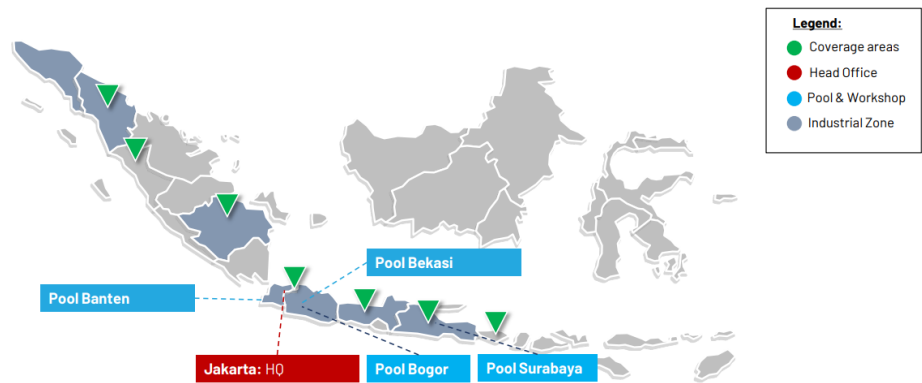 Legend:
Coverage areas
Head Office
Pool & Workshop
Industrial Zone
Pool Bekasi
Pool Banten
Jakarta: HQ
Pool Bogor
Pool Surabaya